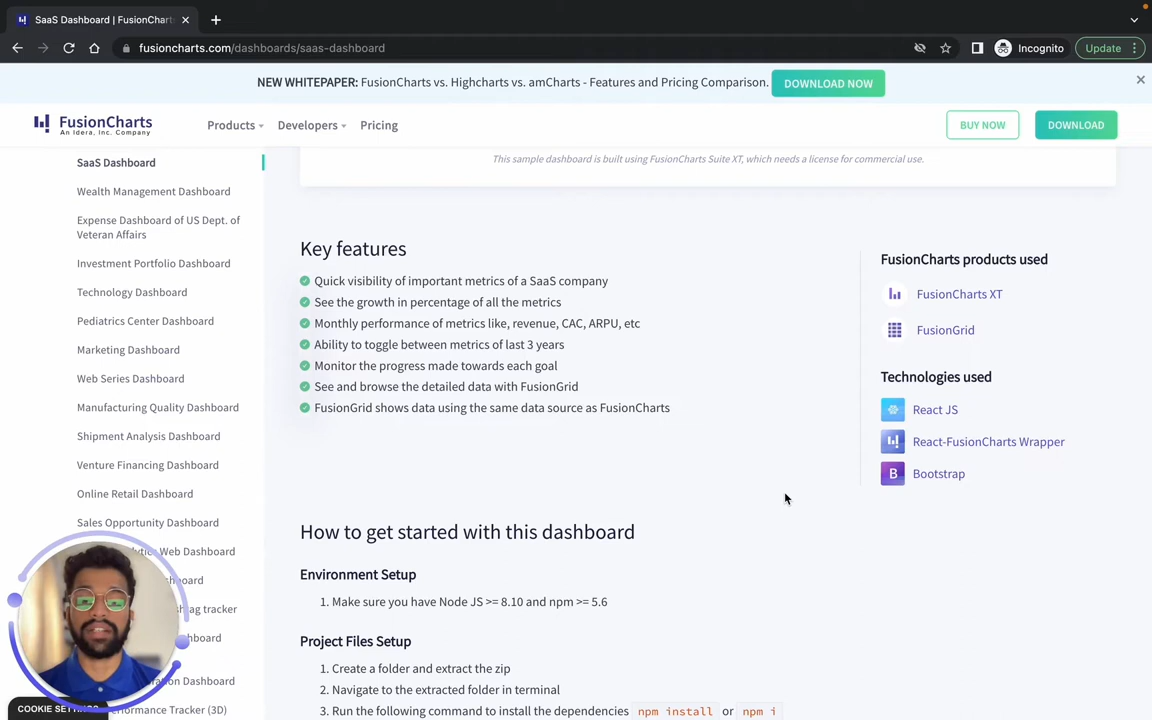 SaaS Dashboard | FusionCharts
fusioncharts.com/dashboards/saas-dashboard
Incognito
Update
NEW WHITEPAPER: FusionCharts vs. Highcharts vs. amCharts - Features and Pricing Comparison.
DOWNLOAD NOW
FusionCharts
An Idera, Inc. Company
Products
Developers
Pricing
BUY NOW
DOWNLOAD
SaaS Dashboard
Wealth Management Dashboard
Expense Dashboard of US Dept. of
Veteran Affairs
Investment Portfolio Dashboard
Technology Dashboard
Pediatrics Center Dashboard
Marketing Dashboard
Web Series Dashboard
Manufacturing Quality Dashboard
Shipment Analysis Dashboard
Venture Financing Dashboard
Online Retail Dashboard
Sales Opportunity Dashboard
Web Dashboard
tracker
Dashboard
COOKIE SETTINGS
Tracker (3D)
This sample dashboard is built using FusionCharts Suite XT, which needs a license for commercial use.
Key features
Quick visibility of important metrics of a SaaS company
See the growth in percentage of all the metrics
Monthly performance of metrics like, revenue, CAC, ARPU, etc
Ability to toggle between metrics of last 3 years
Monitor the progress made towards each goal
See and browse the detailed data with FusionGrid
FusionGrid shows data using the same data source as FusionCharts
FusionCharts products used
FusionCharts XT
FusionGrid
Technologies used
React JS
React-FusionCharts Wrapper
B Bootstrap
How to get started with this dashboard
Environment Setup
1. Make sure you have Node JS >= 8.10 and npm >= 5.6
Project Files Setup
1. Create a folder and extract the zip
2. Navigate to the extracted folder in terminal
3. Run the following command to install the dependencies npm install or npm i